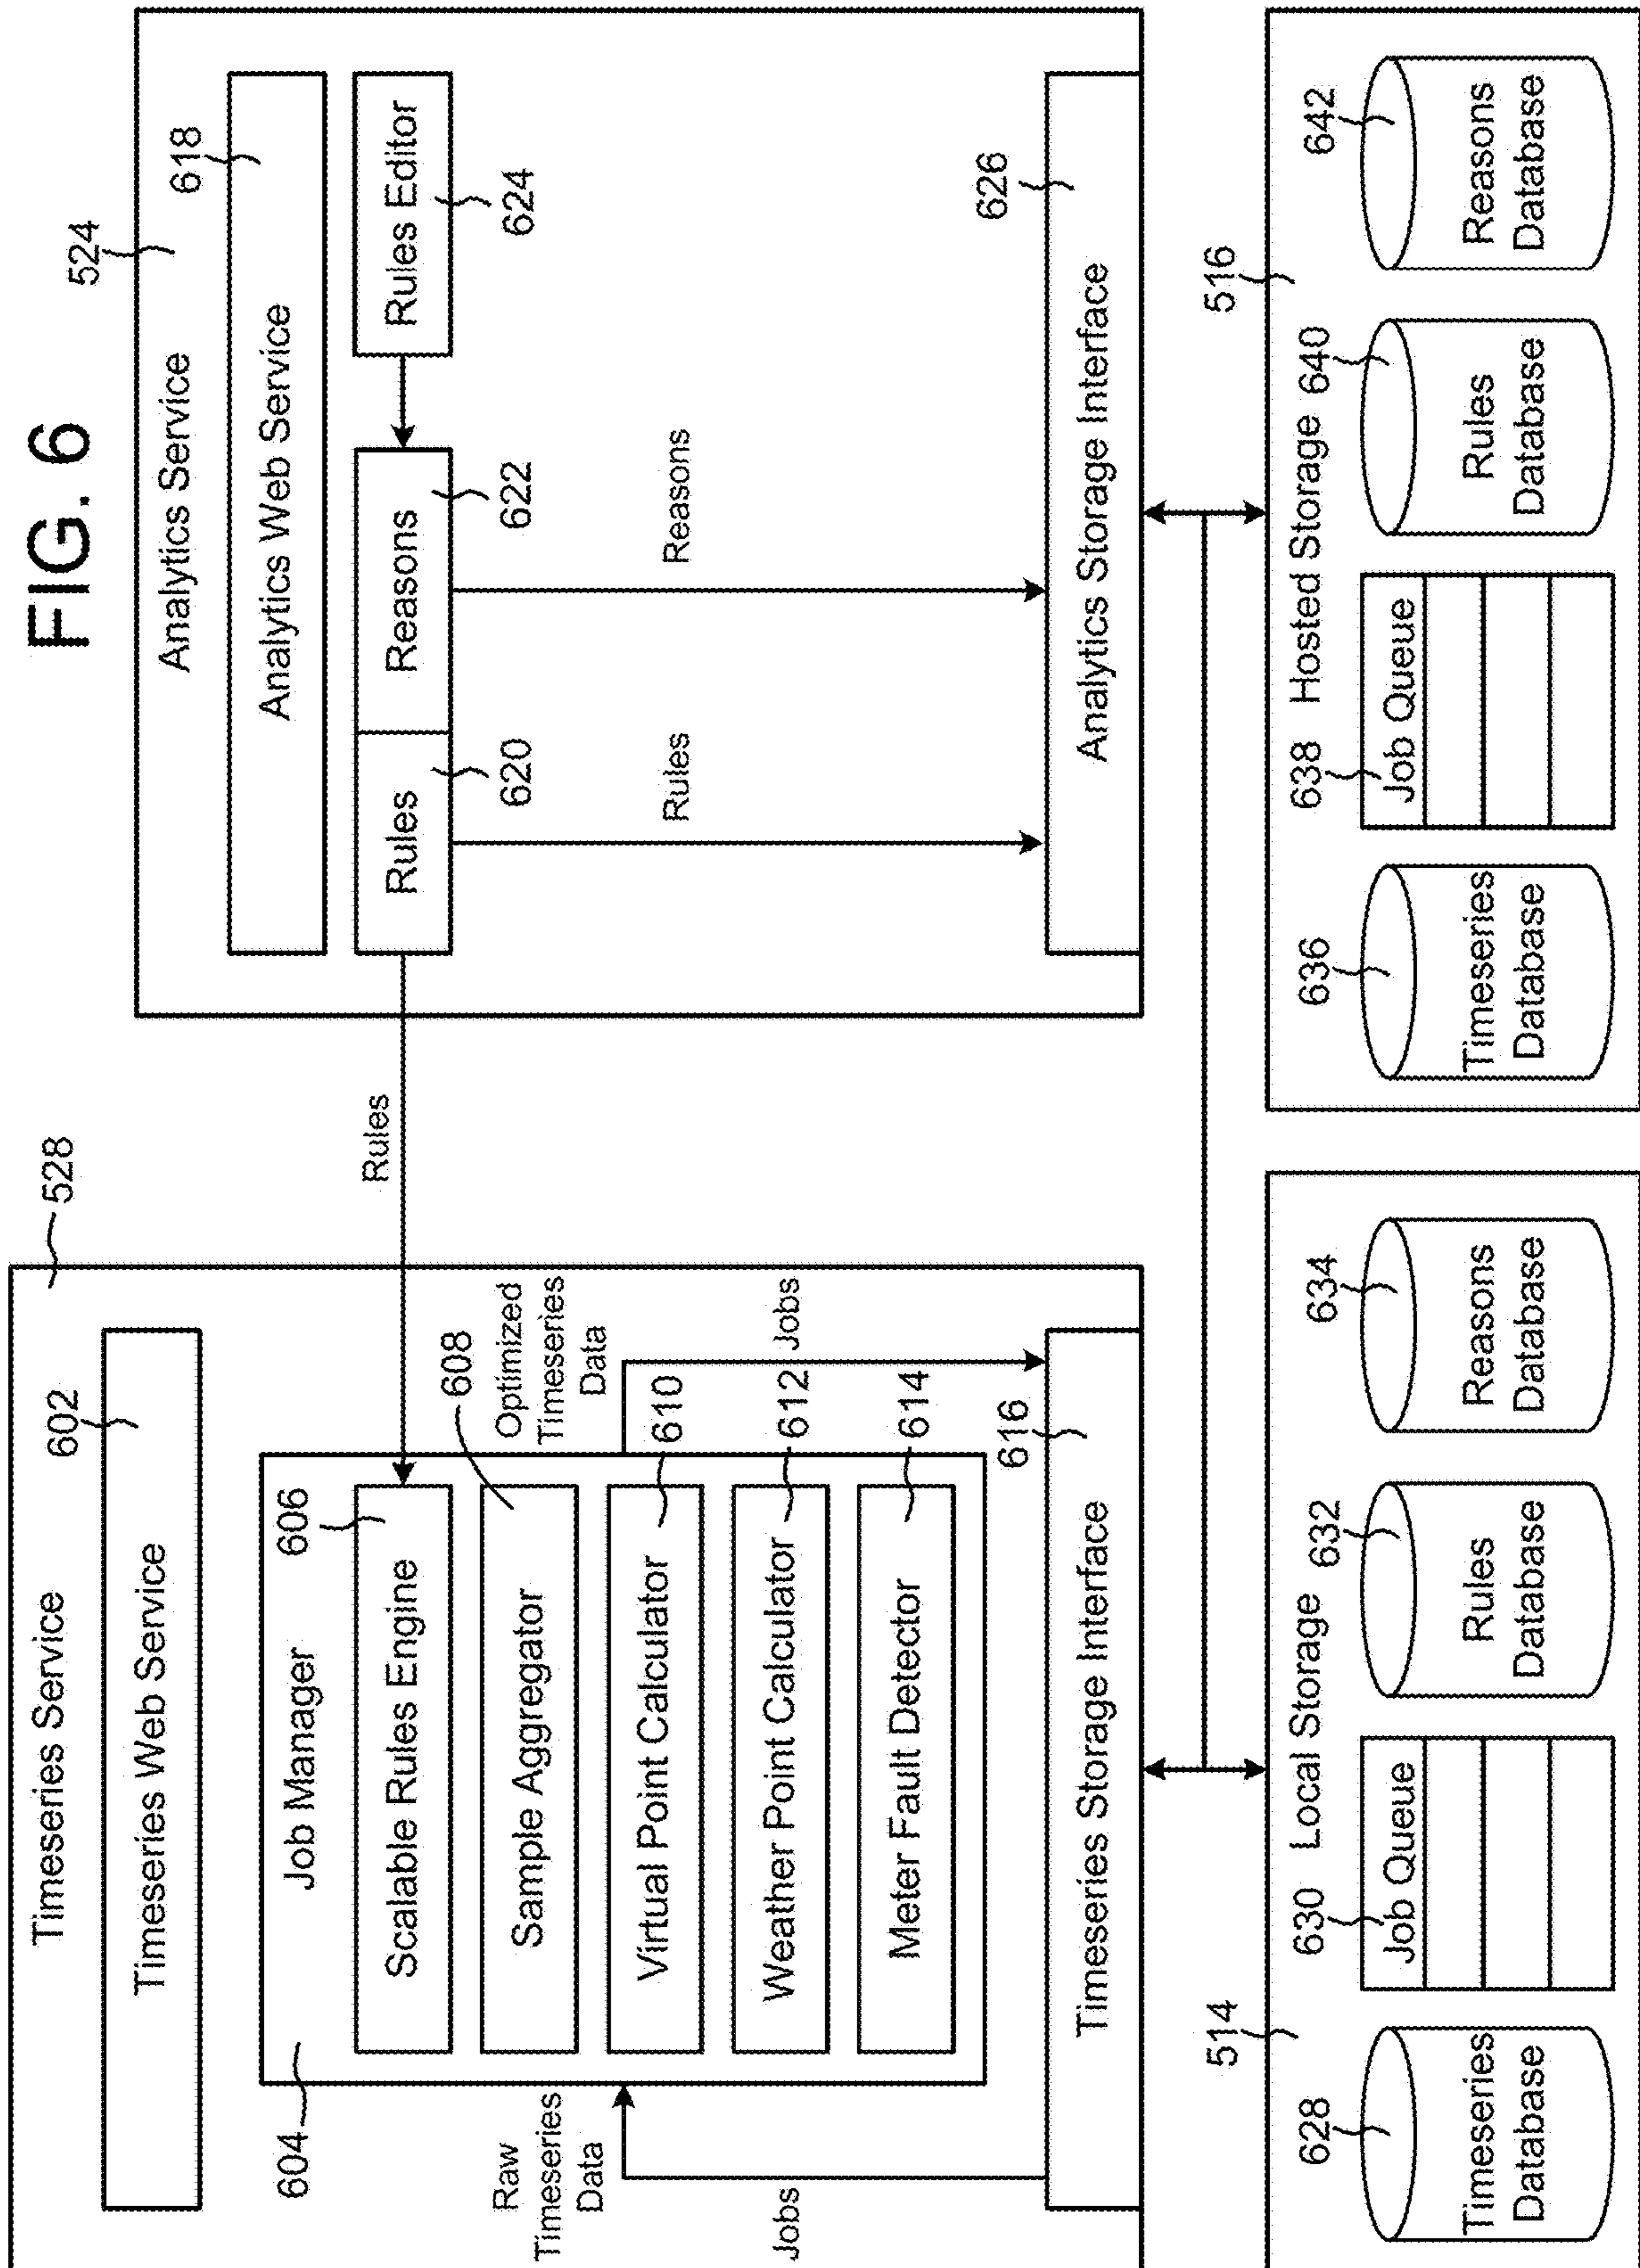 FIG. 6
528
Timeseries Service
602
Timeseries Web Service
604
Job Manager
606
Scalable Rules Engine
608
Sample Aggregator
610
Virtual Point Calculator
612
Weather Point Calculator
614
Meter Fault Detector
Raw
Timeseries
Data
Jobs
Optimized
Timeseries
Data
Jobs
616
Timeseries Storage Interface
Rules
524
Analytics Service
618
Analytics Web Service
Rules
620
Reasons
622
Rules Editor
624
Rules
Reasons
626
Analytics Storage Interface
514
Local Storage
628
Timeseries
Database
630
Job Queue
632
Rules
Database
634
Reasons
Database
516
Hosted Storage
636
Timeseries
Database
638
Job Queue
640
Rules
Database
642
Reasons
Database